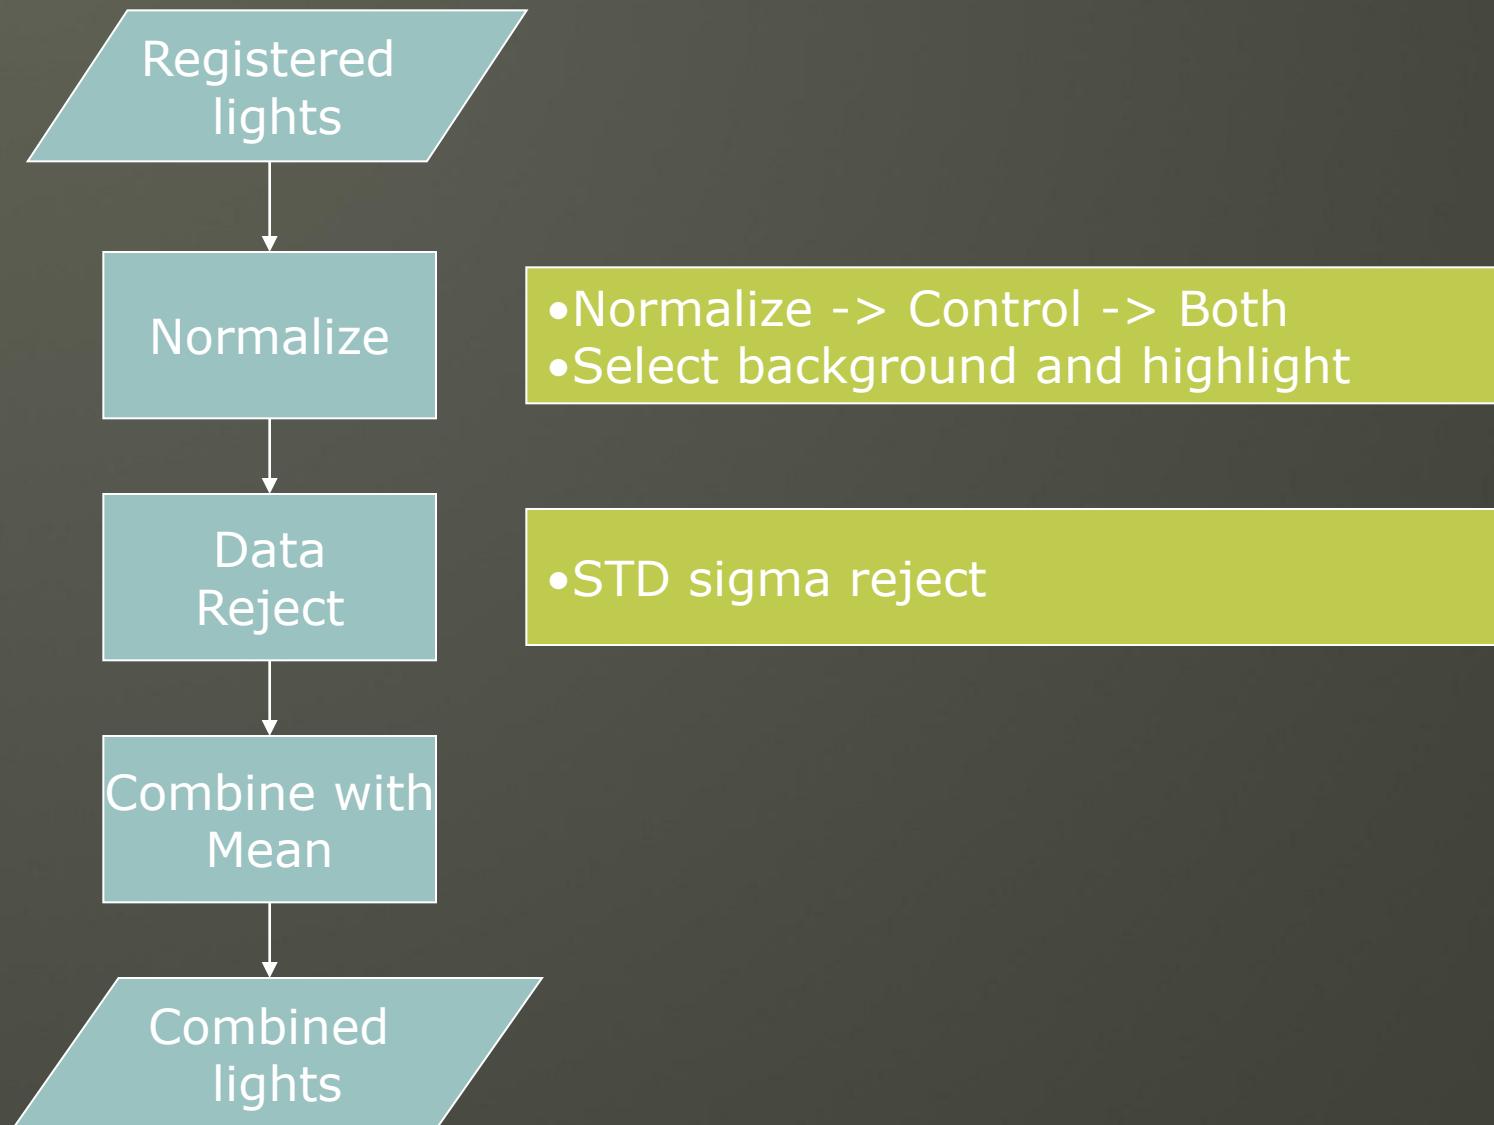 Registered
lights
Normalize
•Normalize -> Control -> Both
•Select background and highlight
Data
Reject
•STD sigma reject
Combine with
Mean
Combined
lights